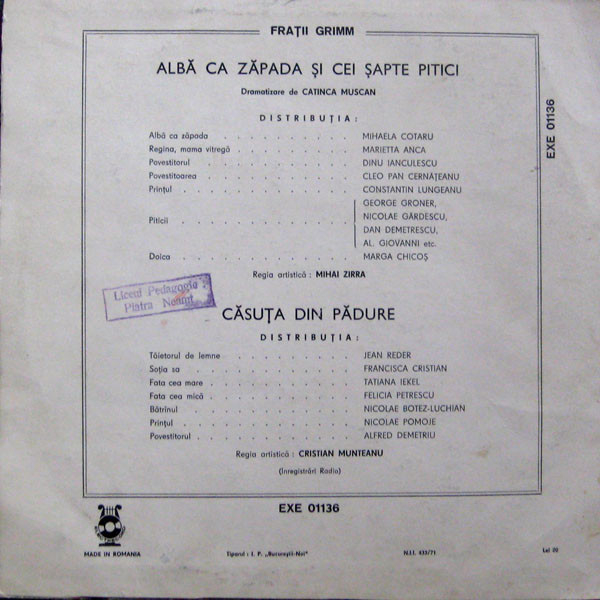 FRAȚII GRIMM
ALBĂ CA ZĂPADA ȘI CEI ȘAPTE PITICI
Dramatizare de CATINCA MUSCAN
DISTRIBUȚIA:
Albă ca zăpada . . . . . . . . . . MIHAELA COTARU
Regina, mama vitregă . . . . . . . . . . MARIETTA ANCA
Povestitorul . . . . . . . . . . DINU IANCULESCU
Povestitoarea . . . . . . . . . . CLEO PAN CERNĂȚEANU
Prințul . . . . . . . . . . CONSTANTIN LUNGEANU
GEORGE GRONER,
NICOLAE GĂRDESCU,
Piticii . . . . . . . . . . DAN DEMETRESCU,
AL. GIOVANNI etc.
Doica . . . . . . . . . . MARGA CHICOȘ
Regia artistică : MIHAI ZIRRA
Liceul Pedagogic
Piatra Neamț
CĂSUȚA DIN PĂDURE
DISTRIBUȚIA:
Tăietorul de lemne . . . . . . . . . . JEAN REDER
Soția sa . . . . . . . . . . FRANCISCA CRISTIAN
Fata cea mare . . . . . . . . . . TATIANA IEKEL
Fata cea mică . . . . . . . . . . FELICIA PETRESCU
Bătrînul . . . . . . . . . . NICOLAE BOTEZ-LUCHIAN
Prințul . . . . . . . . . . NICOLAE POMOJE
Povestitorul . . . . . . . . . . ALFRED DEMETRIU
Regia artistică : CRISTIAN MUNTEANU
(Înregistrări Radio)
EXE 01136
EXE 01136
MADE IN ROMANIA
Tiparul : I. P. „Bucureștii-Noi"
N.I.I. 433/71
Lei 20